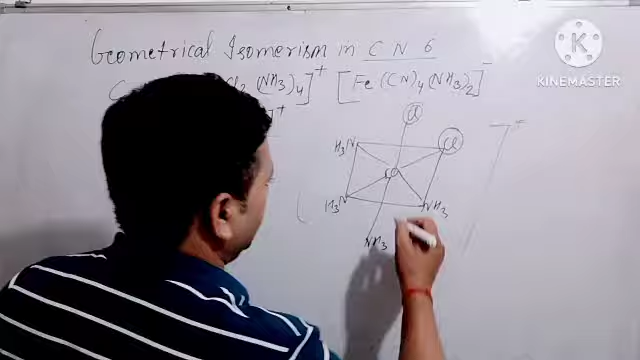 Geometrical Isomerism in C N 6
(NH3)4]+ [Fe(CN)4(NH3)2]-
Cl
H3N Cl
Co
H3N NH3
NH3
KINEMASTER